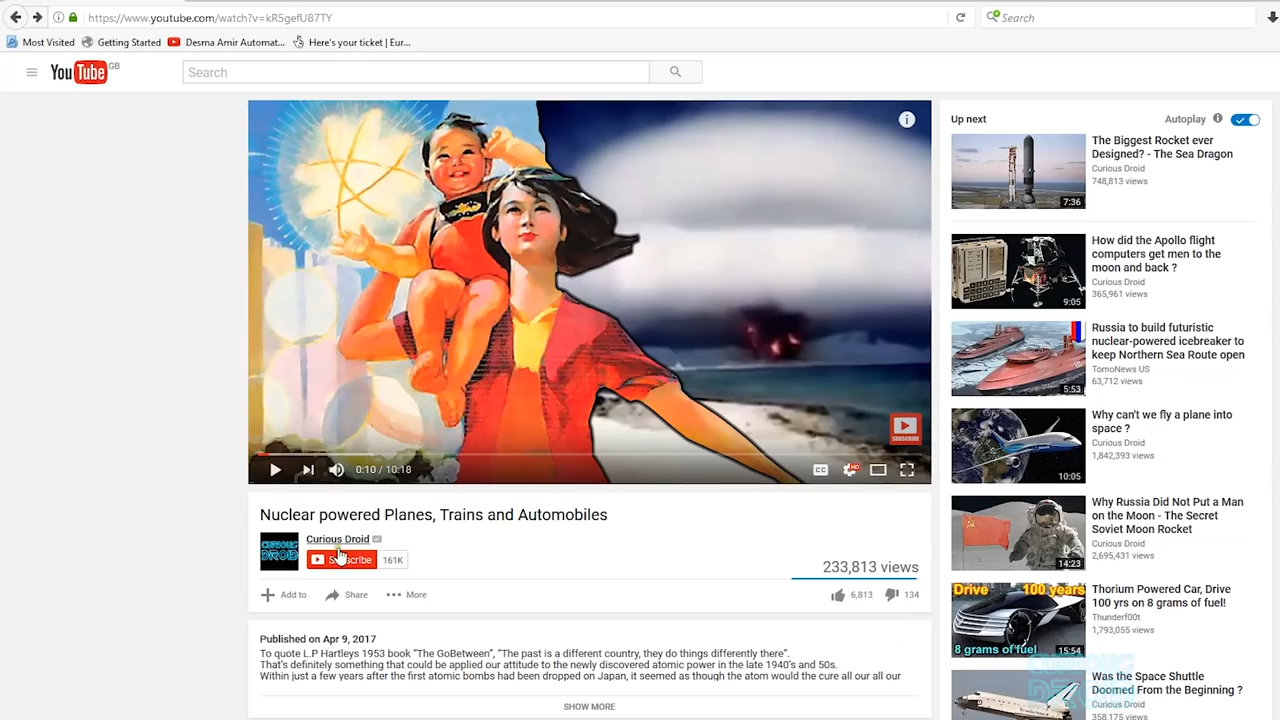 https://www.youtube.com/watch?v=kR5gefU87TY
Search
Most Visited
Getting Started
Desma Amir Automat...
Here's your ticket | Eur...
YouTube GB
Search
SUBSCRIBE
0:10 / 10:18
CC
HD
Nuclear powered Planes, Trains and Automobiles
CURIOUS
DROID
Curious Droid
Subscribe
161K
233,813 views
Add to
Share
More
6,813
134
Published on Apr 9, 2017
To quote L.P Hartleys 1953 book "The GoBetween", "The past is a different country, they do things differently there".
That's definitely something that could be applied our attitude to the newly discovered atomic power in the late 1940's and 50s.
Within just a few years after the first atomic bombs had been dropped on Japan, it seemed as though the atom would the cure all our all our
SHOW MORE
Up next
Autoplay
7:36
The Biggest Rocket ever
Designed? - The Sea Dragon
Curious Droid
748,813 views
9:05
How did the Apollo flight
computers get men to the
moon and back ?
Curious Droid
365,961 views
5:53
Russia to build futuristic
nuclear-powered icebreaker to
keep Northern Sea Route open
TomoNews US
63,712 views
10:05
Why can't we fly a plane into
space ?
Curious Droid
1,842,393 views
14:23
Why Russia Did Not Put a Man
on the Moon - The Secret
Soviet Moon Rocket
Curious Droid
2,695,431 views
Drive 100 years
8 grams of fuel
15:54
Thorium Powered Car, Drive
100 yrs on 8 grams of fuel!
Thunderf00t
1,793,055 views
Was the Space Shuttle
Doomed From the Beginning ?
Curious Droid
358,175 views
CURIOUS
DROID